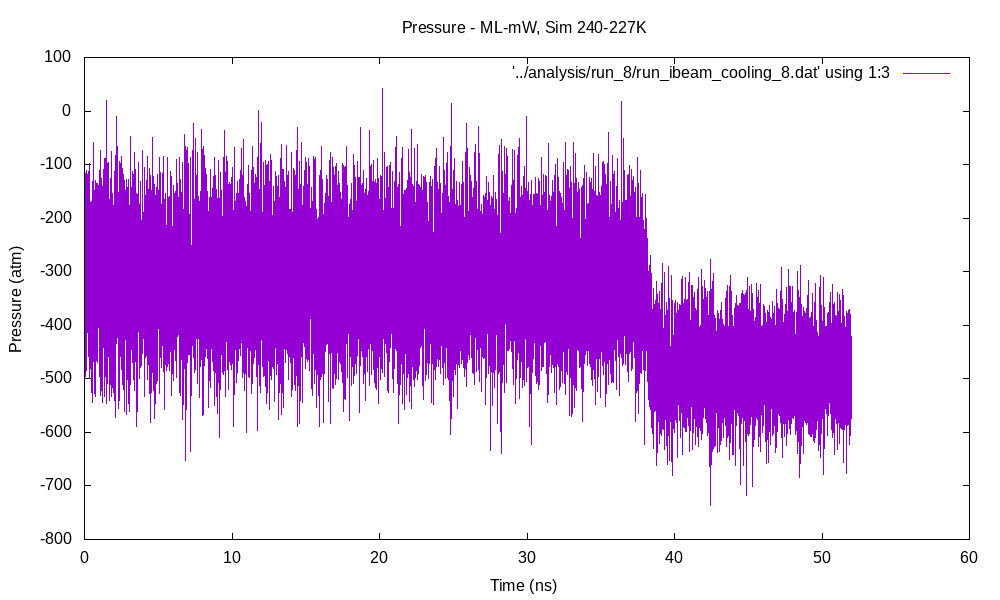 Pressure - ML-mW, Sim 240-227K
'../analysis/run_8/run_ibeam_cooling_8.dat' using 1:3
Pressure (atm)
100
0
-100
-200
-300
-400
-500
-600
-700
-800
0 10 20 30 40 50 60
Time (ns)